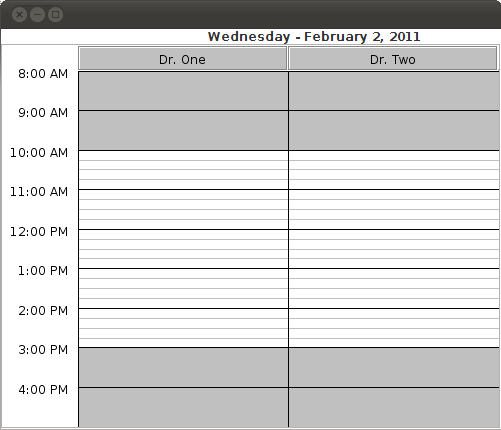 Wednesday - February 2, 2011
Dr. One Dr. Two
8:00 AM
9:00 AM
10:00 AM
11:00 AM
12:00 PM
1:00 PM
2:00 PM
3:00 PM
4:00 PM